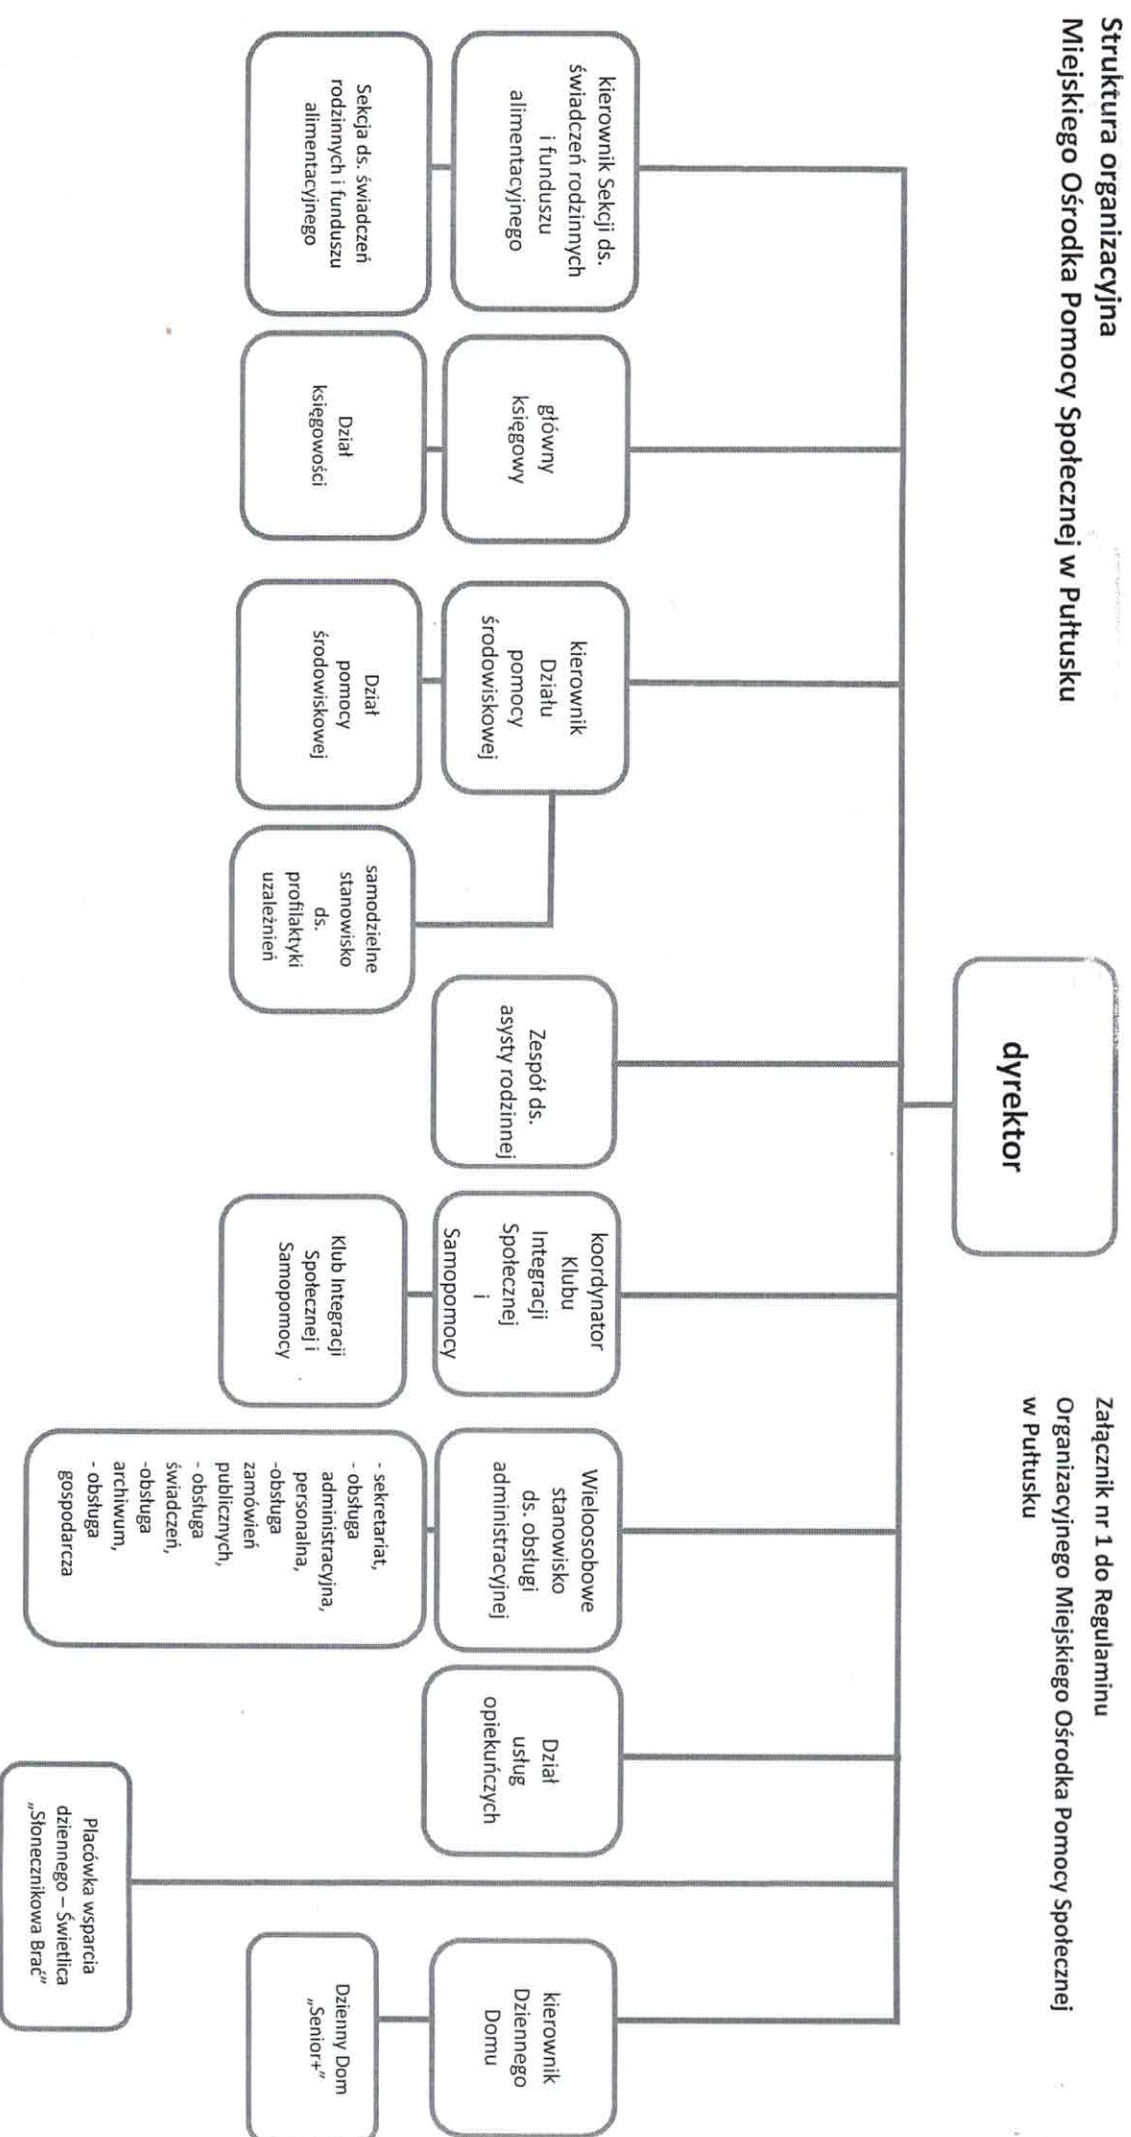 Struktura organizacyjna
Miejskiego Ośrodka Pomocy Społecznej w Pułtusku
Załącznik nr 1 do Regulaminu
Organizacyjnego Miejskiego Ośrodka Pomocy Społecznej
w Pułtusku
dyrektor
kierownik Sekcji ds.
świadczeń rodzinnych
i funduszu
alimentacyjnego
Sekcja ds. świadczeń
rodzinnych i funduszu
alimentacyjnego
główny
księgowy
Dział
księgowości
kierownik
Działu
pomocy
środowiskowej
Dział
pomocy
środowiskowej
samodzielne
stanowisko
ds.
profilaktyki
uzależnień
Zespół ds.
asysty rodzinnej
koordynator
Klubu
Integracji
Społecznej
i
Samopomocy
Klub Integracji
Społecznej i
Samopomocy
Wieloosobowe
stanowisko
ds. obsługi
administracyjnej
- sekretariat,
- obsługa
administracyjna,
personalna,
-obsługa
zamówień
publicznych,
- obsługa
świadczeń,
-obsługa
archiwum,
- obsługa
gospodarcza
Dział
usług
opiekuńczych
Placówka wsparcia
dziennego – Świetlica
„Słonecznikowa Brać”
kierownik
Dziennego
Domu
Dzienny Dom
„Senior+”